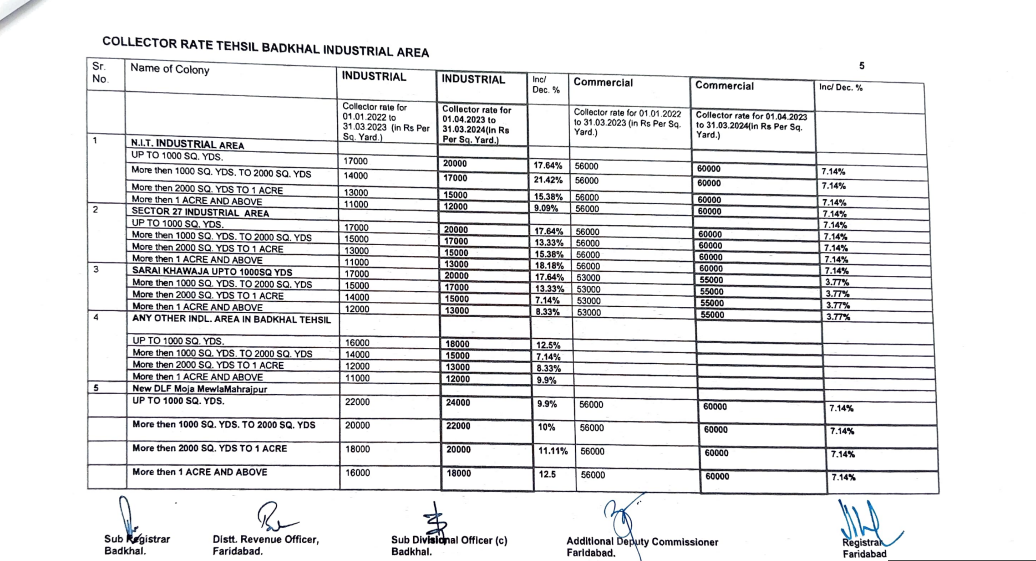 COLLECTOR RATE TEHSIL BADKHAL INDUSTRIAL AREA
5
Sr. No. Name of Colony INDUSTRIAL INDUSTRIAL Inc/ Dec. % Commercial Commercial Inc/ Dec. %
Collector rate for 01.01.2022 to 31.03.2023 (in Rs Per Sq. Yard.) Collector rate for 01.04.2023 to 31.03.2024(in Rs Per Sq. Yard.) Collector rate for 01.01.2022 to 31.03.2023 (in Rs Per Sq. Yard.) Collector rate for 01.04.2023 to 31.03.2024(in Rs Per Sq. Yard.)
1 N.I.T. INDUSTRIAL AREA
UP TO 1000 SQ. YDS. 17000 20000 17.64% 56000 60000 7.14%
More then 1000 SQ. YDS. TO 2000 SQ. YDS 14000 17000 21.42% 56000 60000 7.14%
More then 2000 SQ. YDS TO 1 ACRE 13000 15000 15.38% 56000 60000 7.14%
More then 1 ACRE AND ABOVE 11000 12000 9.09% 56000 60000 7.14%
2 SECTOR 27 INDUSTRIAL AREA 7.14%
UP TO 1000 SQ. YDS. 17000 20000 17.64% 56000 60000 7.14%
More then 1000 SQ. YDS. TO 2000 SQ. YDS 15000 17000 13.33% 56000 60000 7.14%
More then 2000 SQ. YDS TO 1 ACRE 13000 15000 15.38% 56000 60000 7.14%
More then 1 ACRE AND ABOVE 11000 13000 18.18% 56000 60000 7.14%
3 SARAI KHAWAJA UPTO 1000SQ YDS 17000 20000 17.64% 53000 55000 3.77%
More then 1000 SQ. YDS. TO 2000 SQ. YDS 15000 17000 13.33% 53000 55000 3.77%
More then 2000 SQ. YDS TO 1 ACRE 14000 15000 7.14% 53000 55000 3.77%
More then 1 ACRE AND ABOVE 12000 13000 8.33% 53000 55000 3.77%
4 ANY OTHER INDL. AREA IN BADKHAL TEHSIL
UP TO 1000 SQ. YDS. 16000 18000 12.5%
More then 1000 SQ. YDS. TO 2000 SQ. YDS 14000 15000 7.14%
More then 2000 SQ. YDS TO 1 ACRE 12000 13000 8.33%
More then 1 ACRE AND ABOVE 11000 12000 9.9%
5 New DLF Moja MewlaMahrajpur
UP TO 1000 SQ. YDS. 22000 24000 9.9% 56000 60000 7.14%
More then 1000 SQ. YDS. TO 2000 SQ. YDS 20000 22000 10% 56000 60000 7.14%
More then 2000 SQ. YDS TO 1 ACRE 18000 20000 11.11% 56000 60000 7.14%
More then 1 ACRE AND ABOVE 16000 18000 12.5 56000 60000 7.14%
Sub Registrar Distt. Revenue Officer, Sub Divisional Officer (c) Additional Deputy Commissioner Registrar
Badkhal. Faridabad. Badkhal. Faridabad. Faridabad